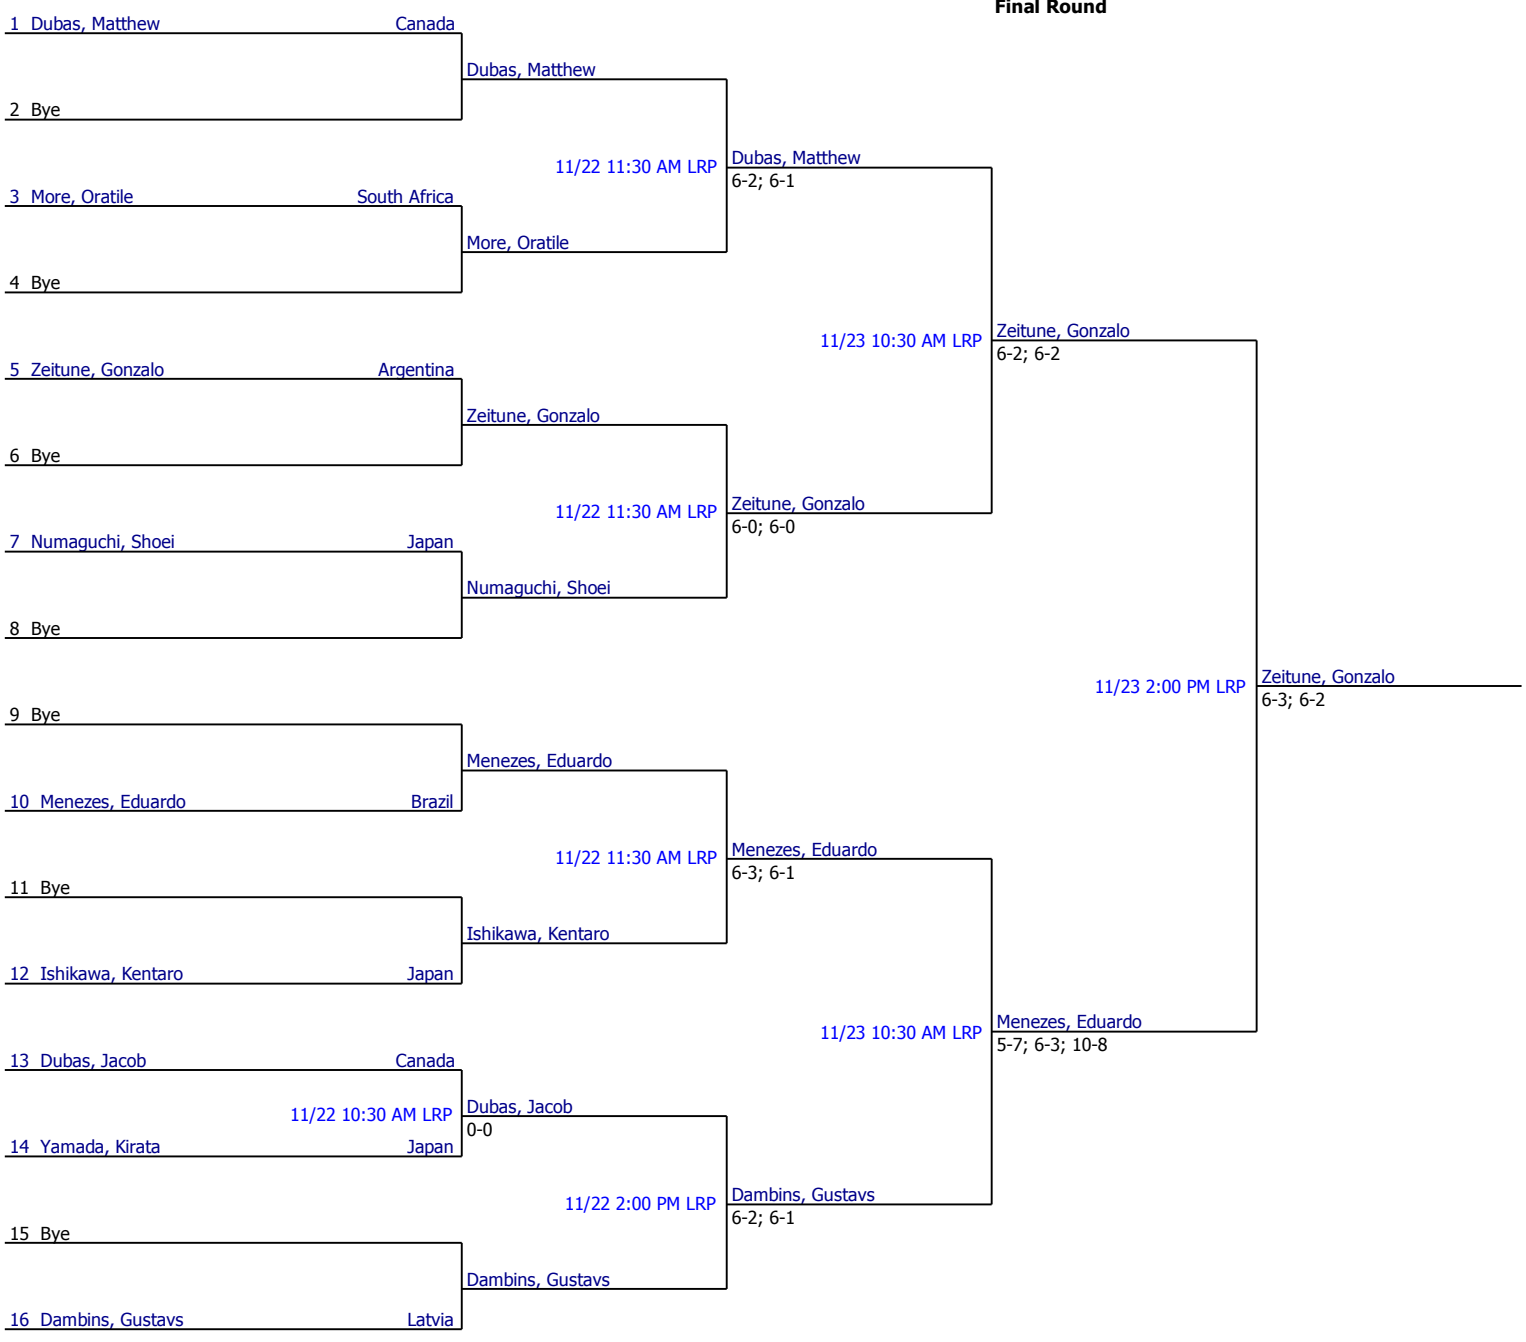 Final Round
1 Dubas, Matthew Canada
Dubas, Matthew
2 Bye
11/22 11:30 AM LRP
Dubas, Matthew
6-2; 6-1
3 More, Oratile South Africa
More, Oratile
4 Bye
11/23 10:30 AM LRP
Zeitune, Gonzalo
6-2; 6-2
5 Zeitune, Gonzalo Argentina
Zeitune, Gonzalo
6 Bye
11/22 11:30 AM LRP
Zeitune, Gonzalo
6-0; 6-0
7 Numaguchi, Shoei Japan
Numaguchi, Shoei
8 Bye
11/23 2:00 PM LRP
Zeitune, Gonzalo
6-3; 6-2
9 Bye
Menezes, Eduardo
10 Menezes, Eduardo Brazil
11/22 11:30 AM LRP
Menezes, Eduardo
6-3; 6-1
11 Bye
Ishikawa, Kentaro
12 Ishikawa, Kentaro Japan
11/23 10:30 AM LRP
Menezes, Eduardo
5-7; 6-3; 10-8
13 Dubas, Jacob Canada
11/22 10:30 AM LRP
Dubas, Jacob
0-0
14 Yamada, Kirata Japan
11/22 2:00 PM LRP
Dambins, Gustavs
6-2; 6-1
15 Bye
Dambins, Gustavs
16 Dambins, Gustavs Latvia